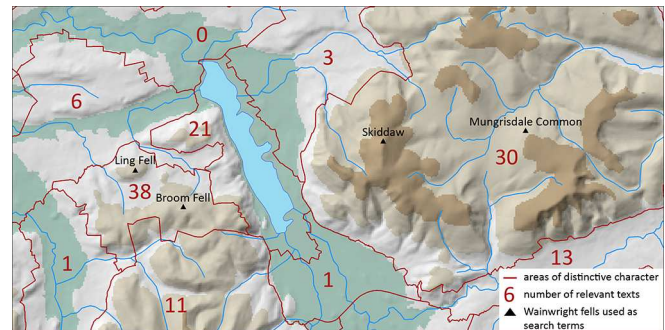 0
3
6
21
Skiddaw
Mungrisdale Common
30
Ling Fell
38
Broom Fell
1
1
13
11
areas of distinctive character
6 number of relevant texts
Wainwright fells used as
search terms